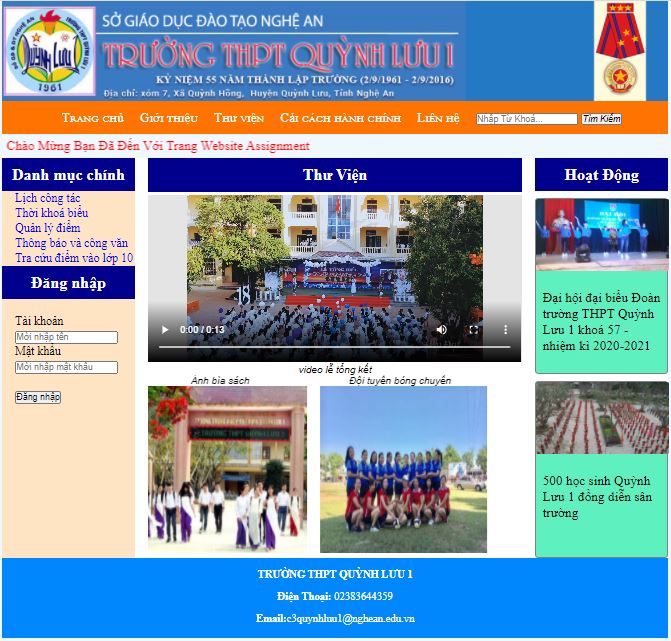 SỞ GIÁO DỤC ĐÀO TẠO NGHỆ AN
TRƯỜNG THPT QUỲNH LƯU 1
KỶ NIỆM 55 NĂM THÀNH LẬP TRƯỜNG (2/9/1961 - 2/9/2016)
Địa chỉ: xóm 7, Xã Quỳnh Hồng, Huyện Quỳnh Lưu, Tỉnh Nghệ An
QUỲNH LƯU
1961
Trang chủ Giới thiệu Thư viện Cải cách hành chính Liên hệ Nhập Từ Khoá... Tìm Kiếm
Chào Mừng Bạn Đã Đến Với Trang Website Assignment
Danh mục chính
Lịch công tác
Thời khoá biểu
Quản lý điểm
Thông báo và công văn
Tra cứu điểm vào lớp 10
Đăng nhập
Tài khoản
Mời nhập tên
Mật khẩu
Mời nhập mật khẩu
Đăng nhập
Thư Viện
0:00 / 0:13
video lễ tổng kết
Ảnh bìa sách Đội tuyển bóng chuyền
TRƯỜNG THPT QUỲNH LƯU 1
Hoạt Động
ĐẠI HỘI
Đại hội đại biểu Đoàn
trường THPT Quỳnh
Lưu 1 khoá 57 -
nhiệm kì 2020-2021
500 học sinh Quỳnh
Lưu 1 đồng diễn sân
trường
TRƯỜNG THPT QUỲNH LƯU 1
Điện Thoại: 02383644359
Email:c3quynhluu1@nghean.edu.vn